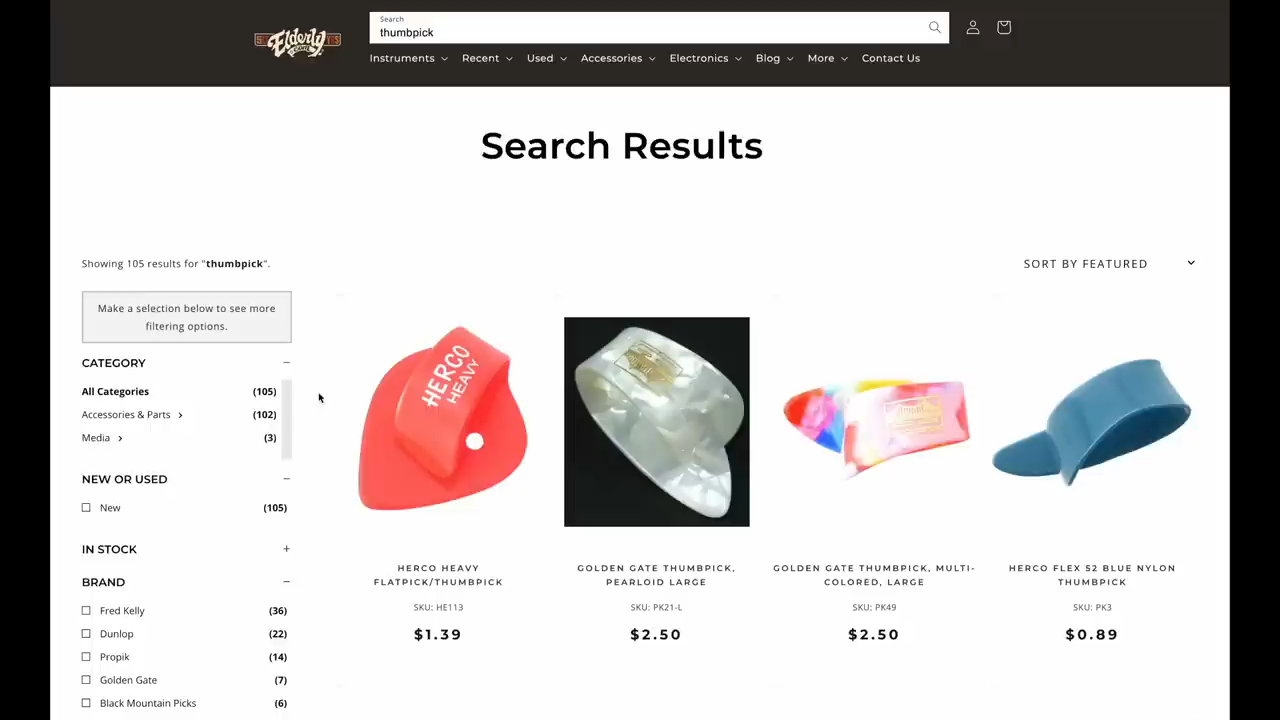 Elderly
Search
thumbpick
Instruments
Recent
Used
Accessories
Electronics
Blog
More
Contact Us
Search Results
Showing 105 results for "thumbpick".
SORT BY FEATURED
Make a selection below to see more
filtering options.
CATEGORY
All Categories (105)
Accessories & Parts (102)
Media (3)
NEW OR USED
New (105)
IN STOCK
BRAND
Fred Kelly (36)
Dunlop (22)
Propik (14)
Golden Gate (7)
Black Mountain Picks (6)
HERCO
HEAVY
HERCO HEAVY
FLATPICK/THUMBPICK
SKU: HE113
$1.39
GOLDEN GATE THUMBPICK,
PEARLOID LARGE
SKU: PK21-L
$2.50
GOLDEN GATE THUMBPICK, MULTI-
COLORED, LARGE
SKU: PK49
$2.50
HERCO FLEX 52 BLUE NYLON
THUMBPICK
SKU: PK3
$0.89